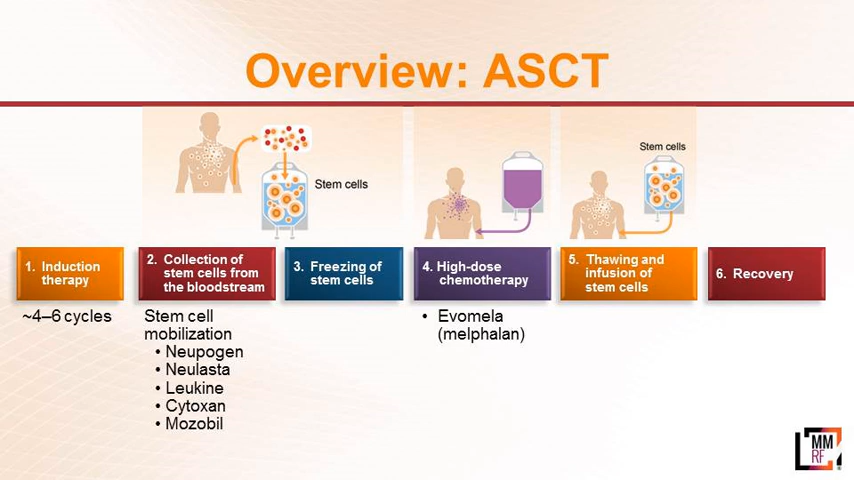 Overview: ASCT
Stem cells
Stem cells
1. Induction
therapy
2. Collection of
stem cells from
the bloodstream
3. Freezing of
stem cells
4. High-dose
chemotherapy
5. Thawing and
infusion of
stem cells
6. Recovery
~4–6 cycles
Stem cell
mobilization
• Neupogen
• Neulasta
• Leukine
• Cytoxan
• Mozobil
• Evomela
(melphalan)
MM
RF